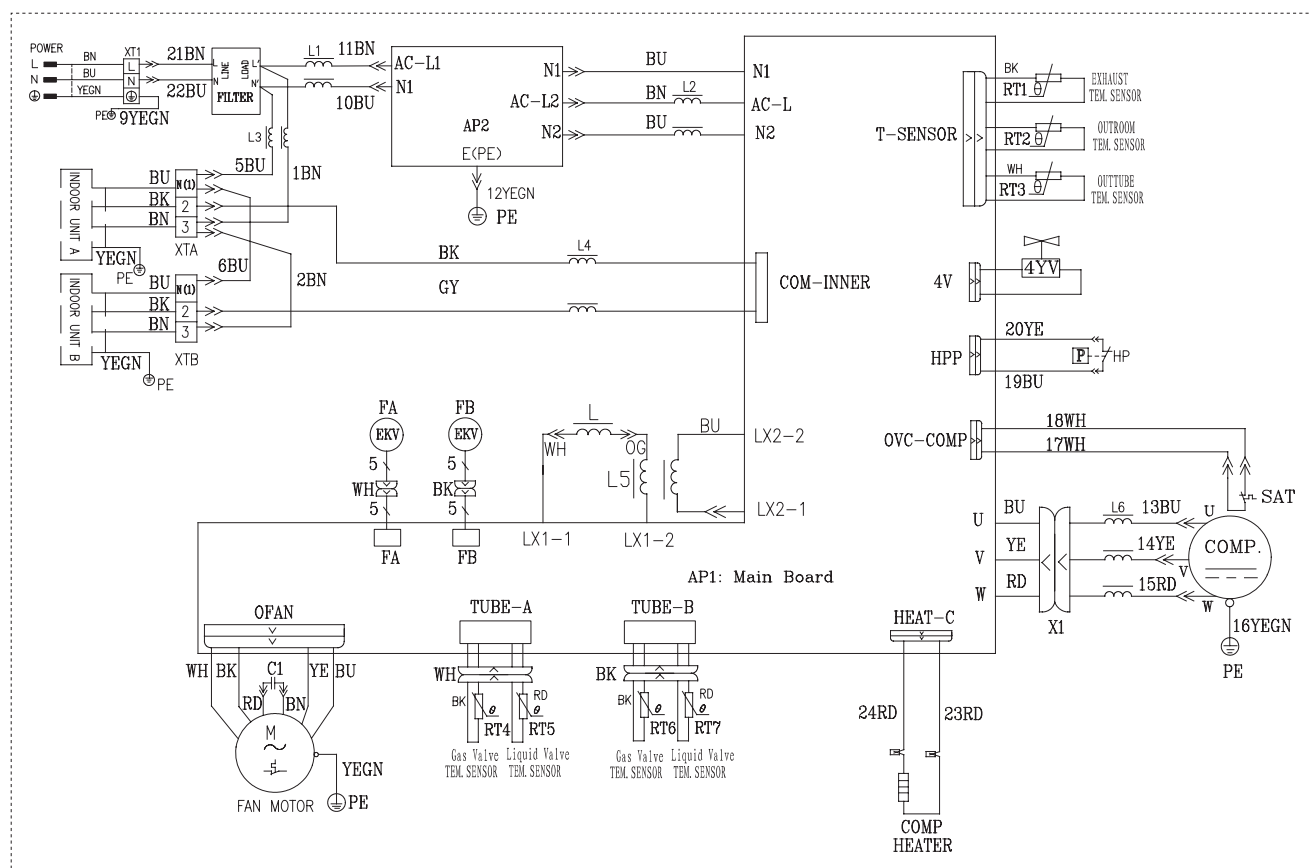 POWER
L
N
BN
BU
YEGN
XT1
L
N
PE
9YEGN
21BN
22BU
L
N
LINE
LOAD
L'
N'
FILTER
L1
11BN
10BU
L3
5BU
1BN
AC-L1
N1
AP2
E(PE)
N1
AC-L2
N2
12YEGN
PE
BU
BN
L2
BU
N1
AC-L
N2
T-SENSOR
BK
RT1
θ
EXHAUST
TEM. SENSOR
RT2
θ
OUTROOM
TEM. SENSOR
WH
RT3
θ
OUTTUBE
TEM. SENSOR
INDOOR UNIT A
BU
BK
BN
YEGN
PE
N(1)
2
3
XTA
6BU
2BN
INDOOR UNIT B
BU
BK
BN
YEGN
PE
N(1)
2
3
XTB
BK
L4
GY
COM-INNER
4V
4YV
HPP
20YE
19BU
P
HP
OVC-COMP
18WH
17WH
SAT
FA
EKV
5
WH
5
FA
FB
EKV
5
BK
5
FB
L
WH
OG
L5
BU
LX2-2
LX2-1
LX1-1
LX1-2
AP1: Main Board
U
V
W
BU
YE
RD
X1
L6
13BU
14YE
15RD
U
V
W
COMP.
16YEGN
PE
OFAN
WH
BK
YE
BU
C1
RD
BN
M
YEGN
PE
FAN MOTOR
TUBE-A
WH
BK
θ
RT4
RD
θ
RT5
Gas Valve
TEM. SENSOR
Liquid Valve
TEM. SENSOR
TUBE-B
BK
BK
θ
RT6
RD
θ
RT7
Gas Valve
TEM. SENSOR
Liquid Valve
TEM. SENSOR
HEAT-C
24RD
23RD
COMP
HEATER